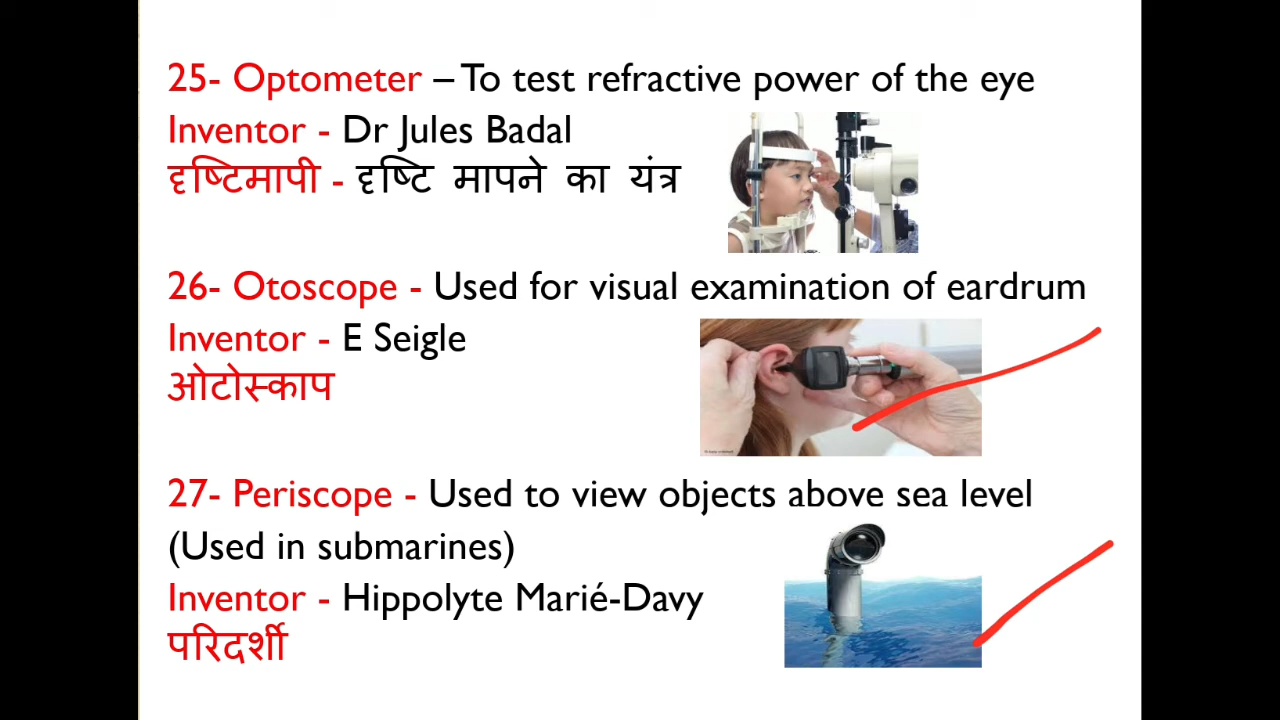 25- Optometer – To test refractive power of the eye
Inventor - Dr Jules Badal
दृष्टिमापी - दृष्टि मापने का यंत्र
26- Otoscope - Used for visual examination of eardrum
Inventor - E Seigle
ओटोस्काप
27- Periscope - Used to view objects above sea level
(Used in submarines)
Inventor - Hippolyte Marié-Davy
परिदर्शी